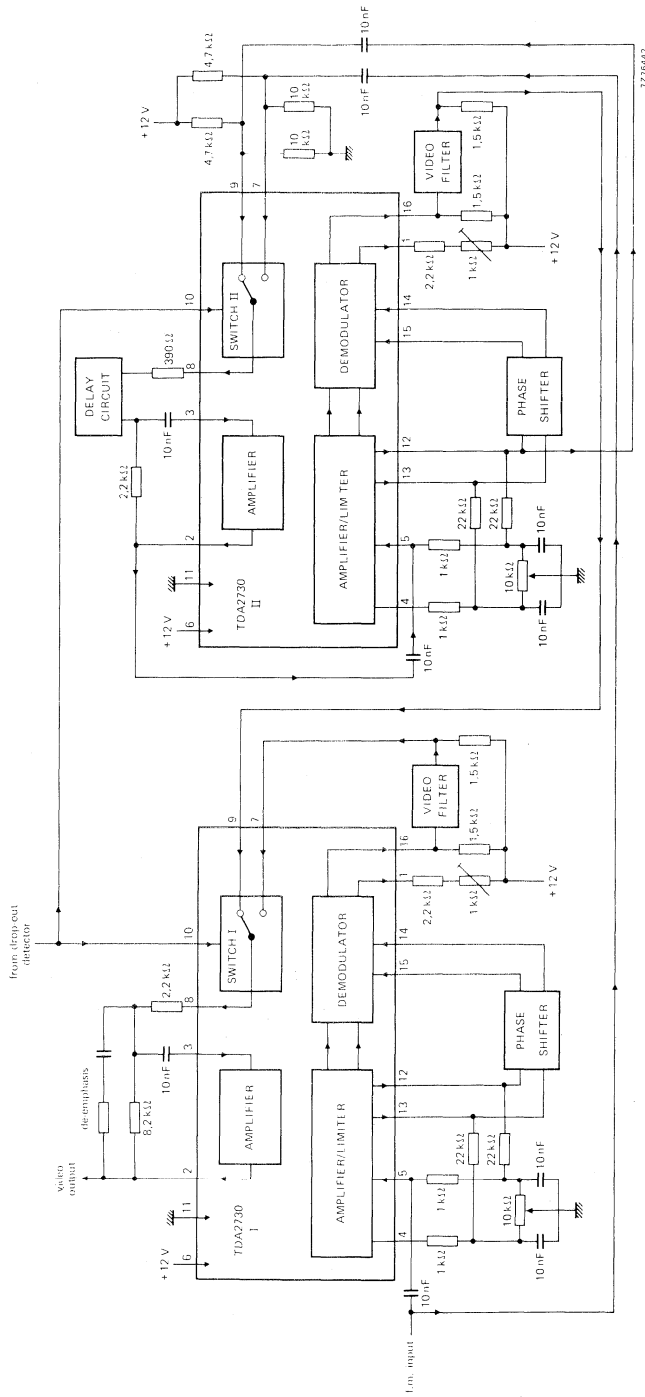 from drop-out
detector
video
output
de-emphasis
8,2 kΩ
10 nF
2,2 kΩ
+ 12 V
6
11
2
3
8
10
9
7
TDA2730
I
AMPLIFIER
SWITCH I
AMPLIFIER/LIMITER
DEMODULATOR
4
5
13
12
15
14
1
16
10 nF
f.m. input
1 kΩ
1 kΩ
22 kΩ
22 kΩ
10 kΩ
10 nF
10 nF
PHASE
SHIFTER
2,2 kΩ
1 kΩ
1,5 kΩ
VIDEO
FILTER
1,5 kΩ
+ 12 V
DELAY
CIRCUIT
390 Ω
2,2 kΩ
10 nF
+ 12 V
6
11
2
3
8
10
9
7
TDA2730
II
AMPLIFIER
SWITCH II
AMPLIFIER/LIM TER
DEMODULATOR
4
5
13
12
15
14
1
16
10 nF
1 kΩ
1 kΩ
22 kΩ
22 kΩ
10 kΩ
10 nF
10 nF
PHASE
SHIFTER
2,2 kΩ
1 kΩ
1,5 kΩ
VIDEO
FILTER
1,5 kΩ
+ 12 V
+ 12 V
4,7 kΩ
4,7 kΩ
10
kΩ
10
kΩ
10 nF
10 nF